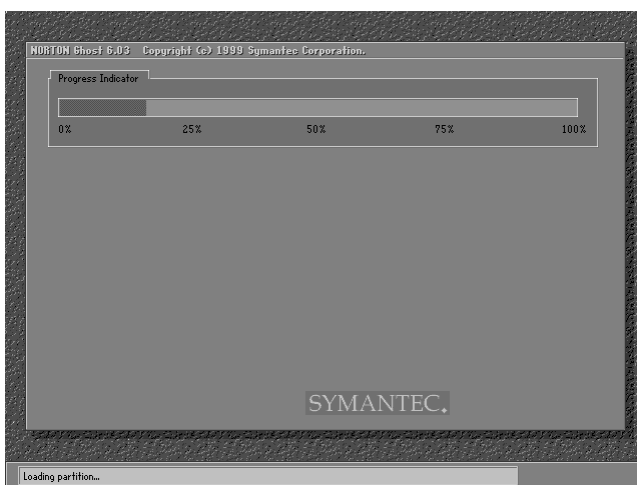 NORTON Ghost 6.03 Copyright (c) 1999 Symantec Corporation.
Progress Indicator
0% 25% 50% 75% 100%
SYMANTEC.
Loading partition...